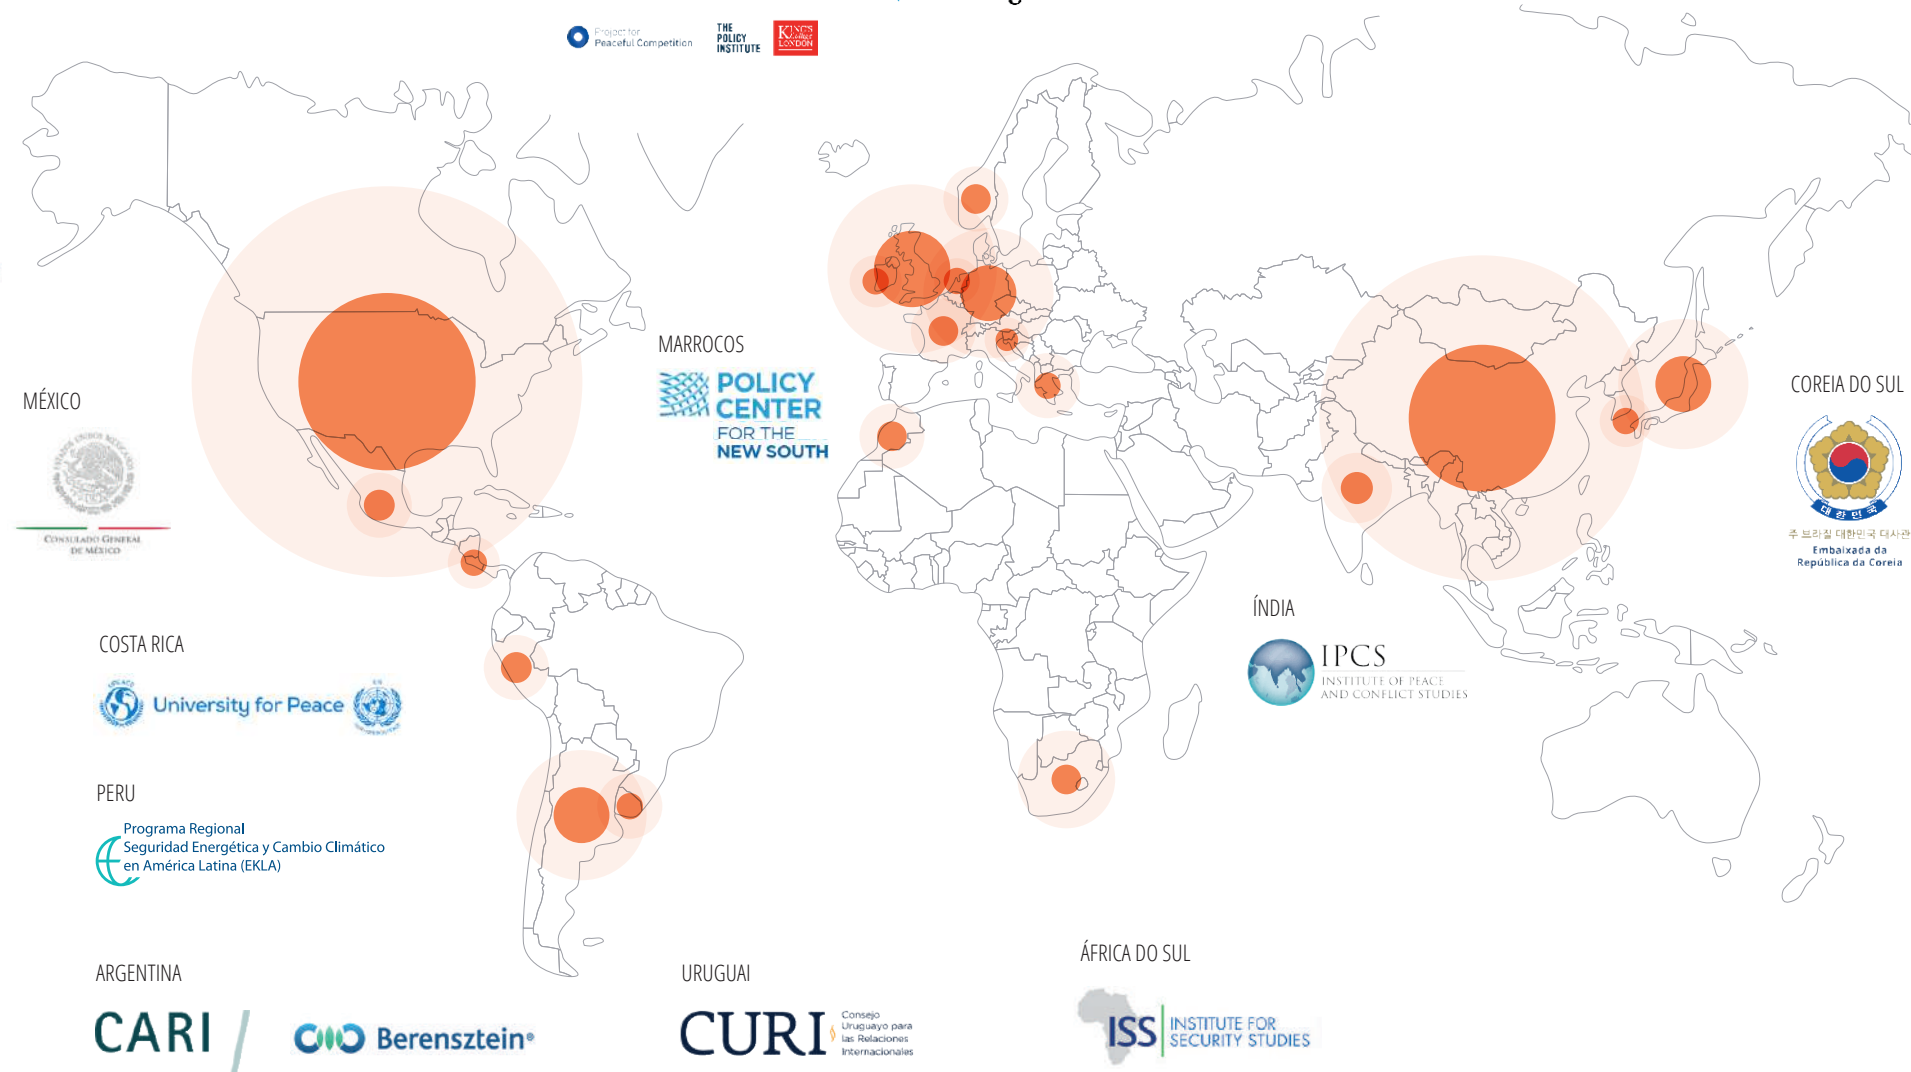 Project for
Peaceful Competition
THE
POLICY
INSTITUTE
KING'S
College
LONDON
MARROCOS
POLICY
CENTER
FOR THE
NEW SOUTH
MÉXICO
ESTADOS UNIDOS MEXICANOS
CONSULADO GENERAL
DE MÉXICO
COREIA DO SUL
대한민국
주 브라질 대한민국 대사관
Embaixada da
República da Coreia
COSTA RICA
University for Peace
ÍNDIA
IPCS
INSTITUTE OF PEACE
AND CONFLICT STUDIES
PERU
Programa Regional
Seguridad Energética y Cambio Climático
en América Latina (EKLA)
ARGENTINA
CARI
Berensztein®
URUGUAI
CURI
Consejo
Uruguayo para
las Relaciones
Internacionales
ÁFRICA DO SUL
ISS
INSTITUTE FOR
SECURITY STUDIES